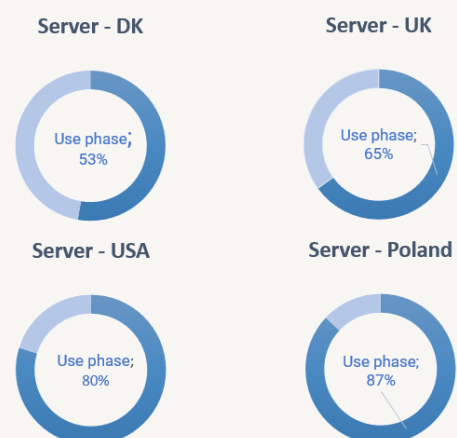 Server - DK
Server - UK
Use phase;
53%
Use phase;
65%
Server - USA
Server - Poland
Use phase;
80%
Use phase;
87%